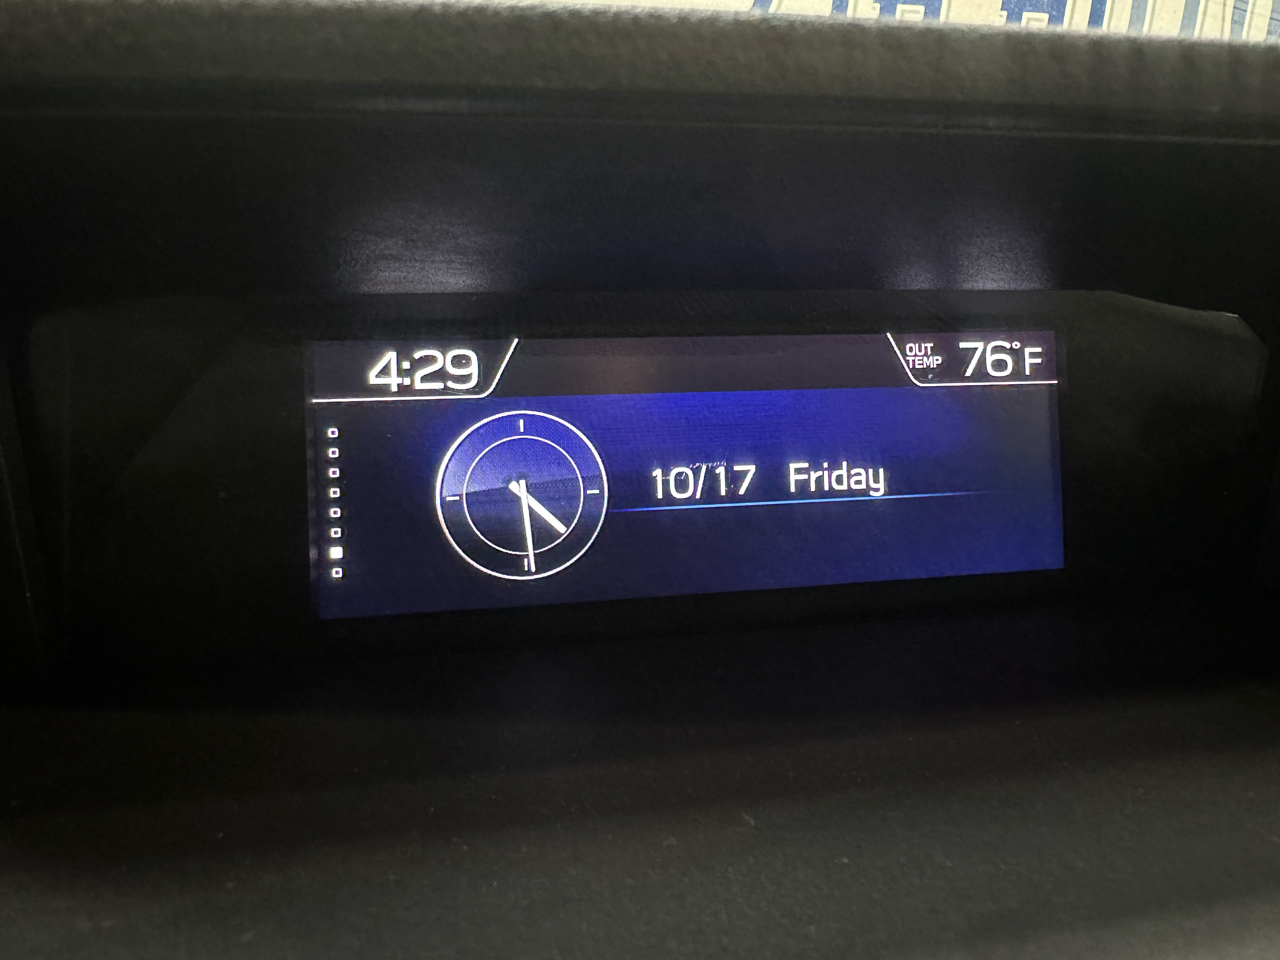 4:29
OUT
TEMP
76°F
10/17 Friday